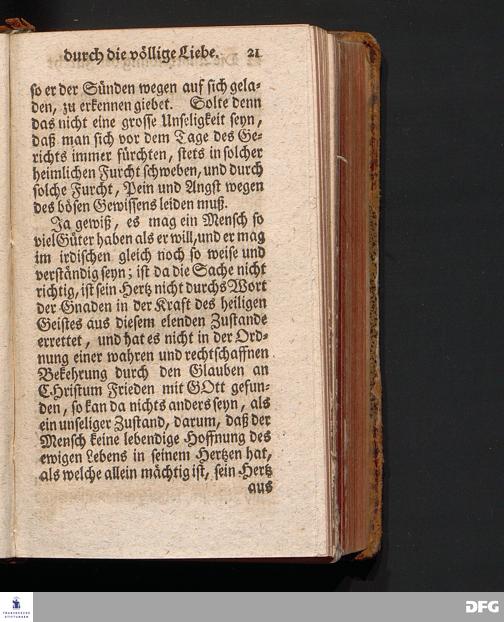 durch die völlige Liebe. 21
so er der Sünden wegen auf sich gela-
den, zu erkennen giebet. Solte denn
das nicht eine grosse Unseligkeit seyn,
daß man sich vor dem Tage des Ge-
richts immer fürchten, stets in solcher
heimlichen Furcht schweben, und durch
solche Furcht, Pein und Angst wegen
des bösen Gewissens leiden muß.
Ja gewiß, es mag ein Mensch so
viel Güter haben als er will, und er mag
im irdischen gleich noch so weise und
verständig seyn; ist da die Sache nicht
richtig, ist sein Hertz nicht durchs Wort
der Gnaden in der Kraft des heiligen
Geistes aus diesem elenden Zustande
errettet, und hat es nicht in der Ord-
nung einer wahren und rechtschaffnen
Bekehrung durch den Glauben an
C.Hristum Frieden mit GOtt gefun-
den, so kan da nichts anders seyn, als
ein unseliger Zustand, darum, daß der
Mensch keine lebendige Hoffnung des
ewigen Lebens in seinem Hertzen hat,
als welche allein mächtig ist, sein Hertz
aus
FRANCKESCHE
STIFTUNGEN
DFG